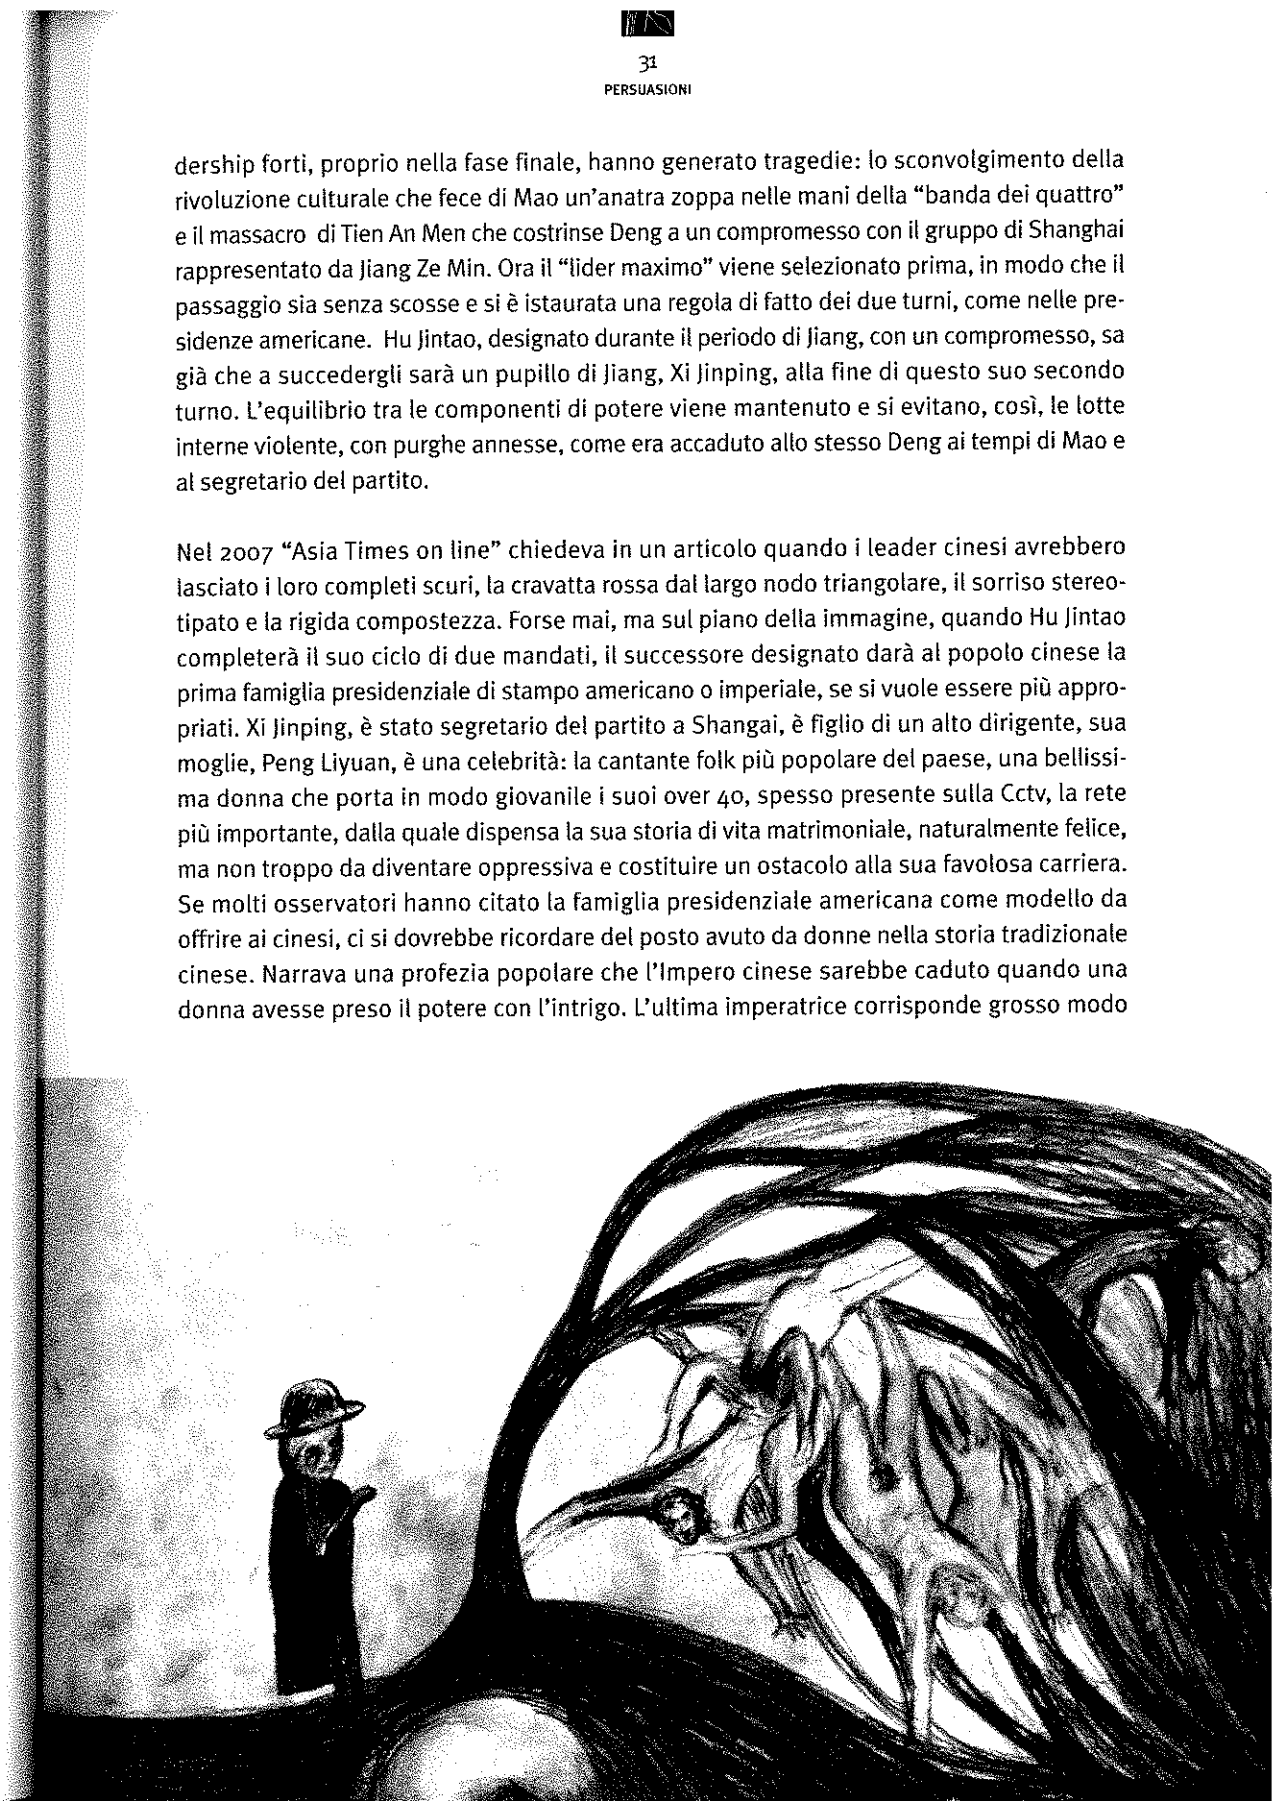 31
PERSUASIONI
dership forti, proprio nella fase finale, hanno generato tragedie: lo sconvolgimento della
rivoluzione culturale che fece di Mao un'anatra zoppa nelle mani della “banda dei quattro”
e il massacro di Tien An Men che costrinse Deng a un compromesso con il gruppo di Shanghai
rappresentato da Jiang Ze Min. Ora il “lider maximo” viene selezionato prima, in modo che il
passaggio sia senza scosse e si è istaurata una regola di fatto dei due turni, come nelle pre-
sidenze americane. Hu Jintao, designato durante il periodo di Jiang, con un compromesso, sa
già che a succedergli sarà un pupillo di Jiang, Xi Jinping, alla fine di questo suo secondo
turno. L'equilibrio tra le componenti di potere viene mantenuto e si evitano, così, le lotte
interne violente, con purghe annesse, come era accaduto allo stesso Deng ai tempi di Mao e
al segretario del partito.
Nel 2007 “Asia Times on line” chiedeva in un articolo quando i leader cinesi avrebbero
lasciato i loro completi scuri, la cravatta rossa dal largo nodo triangolare, il sorriso stereo-
tipato e la rigida compostezza. Forse mai, ma sul piano della immagine, quando Hu Jintao
completerà il suo ciclo di due mandati, il successore designato darà al popolo cinese la
prima famiglia presidenziale di stampo americano o imperiale, se si vuole essere più appro-
priati. Xi Jinping, è stato segretario del partito a Shangai, è figlio di un alto dirigente, sua
moglie, Peng Liyuan, è una celebrità: la cantante folk più popolare del paese, una bellissi-
ma donna che porta in modo giovanile i suoi over 40, spesso presente sulla Cctv, la rete
più importante, dalla quale dispensa la sua storia di vita matrimoniale, naturalmente felice,
ma non troppo da diventare oppressiva e costituire un ostacolo alla sua favolosa carriera.
Se molti osservatori hanno citato la famiglia presidenziale americana come modello da
offrire ai cinesi, ci si dovrebbe ricordare del posto avuto da donne nella storia tradizionale
cinese. Narrava una profezia popolare che l'Impero cinese sarebbe caduto quando una
donna avesse preso il potere con l'intrigo. L'ultima imperatrice corrisponde grosso modo